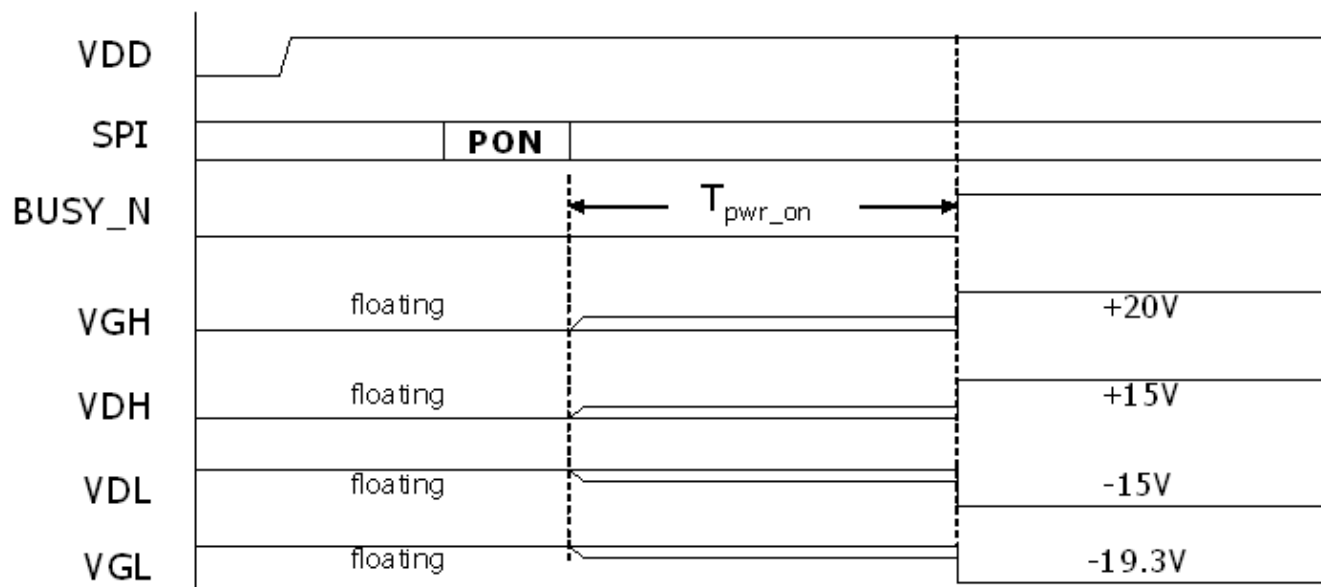 VDD
SPI PON
BUSY_N Tpwr_on
VGH floating +20V
VDH floating +15V
VDL floating -15V
VGL floating -19.3V